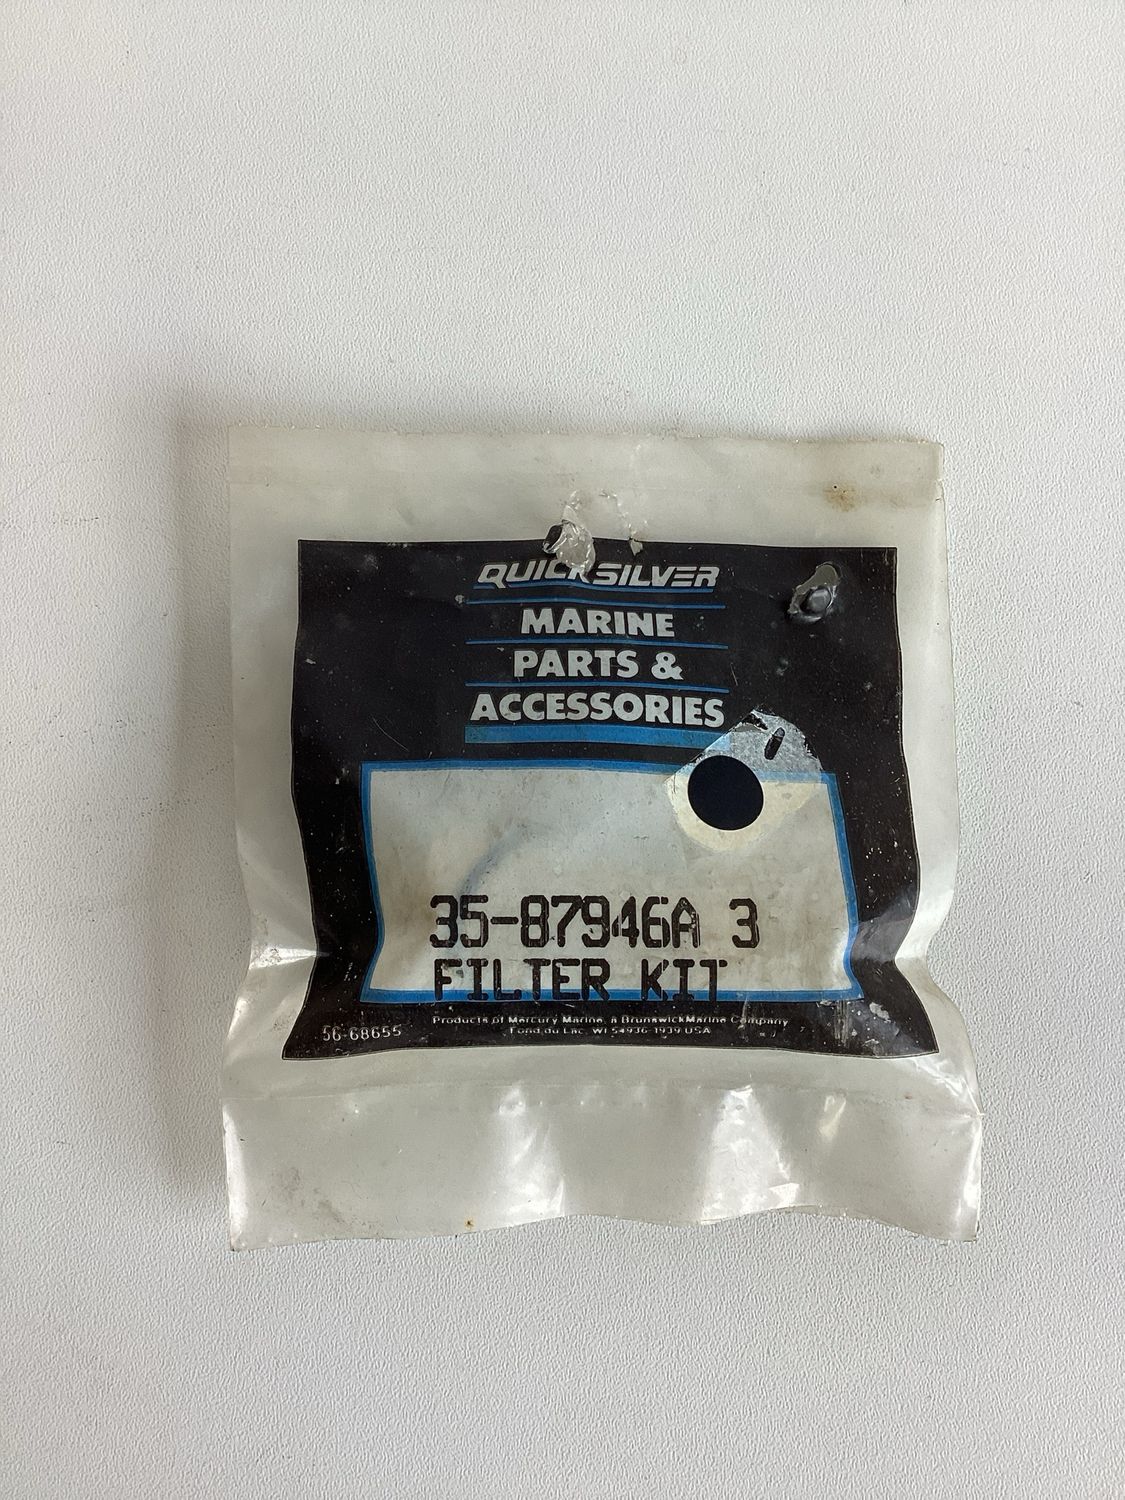 QUICKSILVER
MARINE
PARTS &
ACCESSORIES
35-87946A 3
FILTER KIT
Products of Mercury Marine, a Brunswick Marine Company
56-68655
Fond du Lac, WI 54936-1939 USA